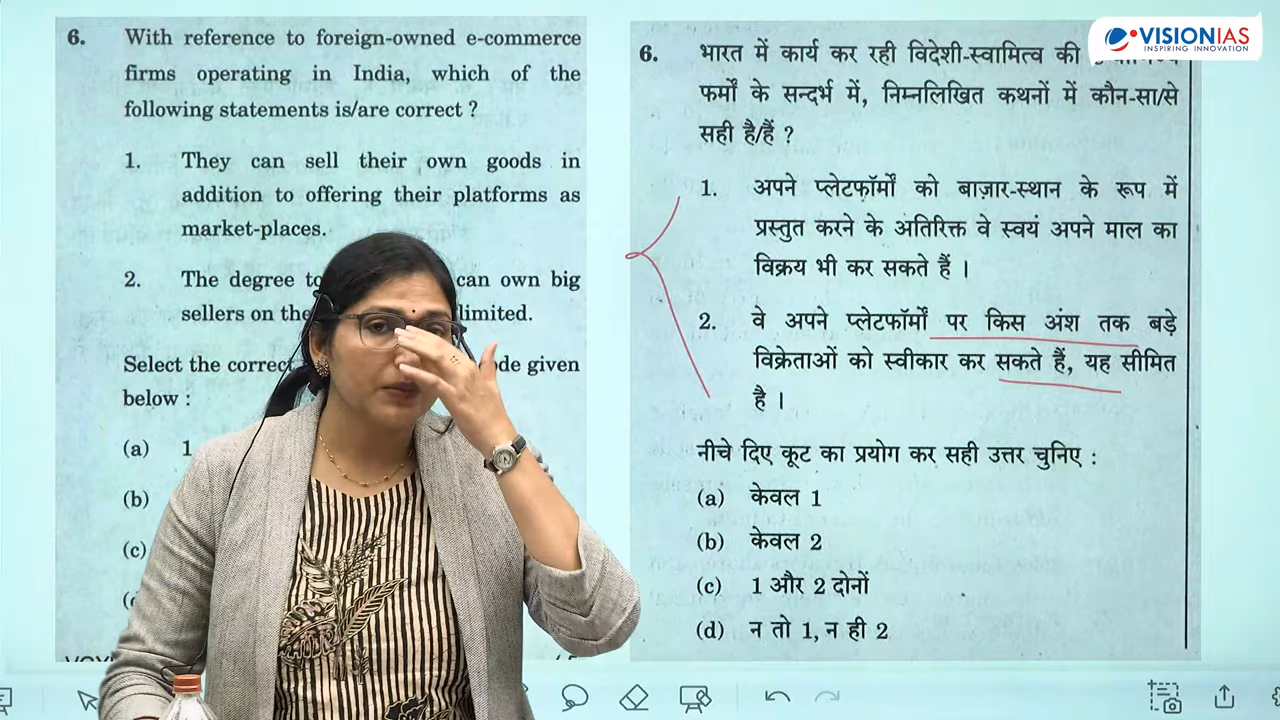 6. With reference to foreign-owned e-commerce
firms operating in India, which of the
following statements is/are correct ?
1. They can sell their own goods in
addition to offering their platforms as
market-places.
2. The degree to can own big
sellers on the limited.
Select the correct given
below :
(a) 1
(b)
(c)
6. भारत में कार्य कर रही विदेशी-स्वामित्व की
फर्मों के सन्दर्भ में, निम्नलिखित कथनों में कौन-सा/से
सही है/हैं ?
1. अपने प्लेटफॉर्मों को बाज़ार-स्थान के रूप में
प्रस्तुत करने के अतिरिक्त वे स्वयं अपने माल का
विक्रय भी कर सकते हैं ।
2. वे अपने प्लेटफॉर्मों पर किस अंश तक बड़े
विक्रेताओं को स्वीकार कर सकते हैं, यह सीमित
है ।
नीचे दिए कूट का प्रयोग कर सही उत्तर चुनिए :
(a) केवल 1
(b) केवल 2
(c) 1 और 2 दोनों
(d) न तो 1, न ही 2
VISIONIAS
INSPIRING INNOVATION